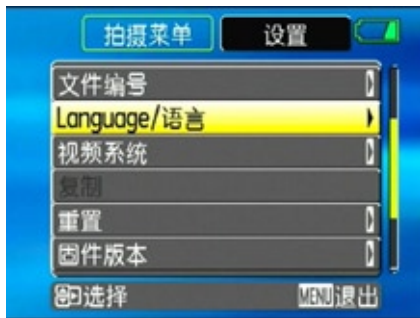 拍摄菜单 设置
文件编号
Language/语言
视频系统
复制
重置
固件版本
选择 MENU退出